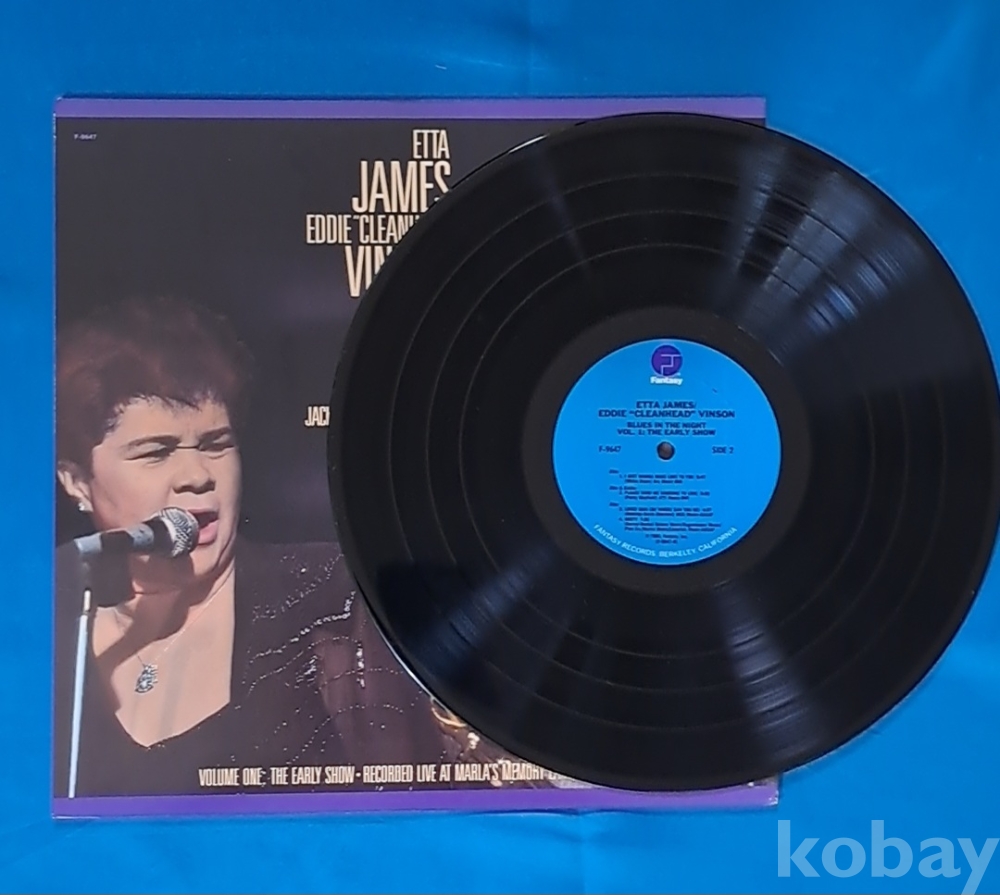 F-9647
ETTA
JAMES
EDDIE "CLEANH
VIN
JACK
VOLUME ONE: THE EARLY SHOW • RECORDED LIVE AT MARLA'S MEMORY LA
Fantasy
ETTA JAMES/
EDDIE "CLEANHEAD" VINSON
BLUES IN THE NIGHT
VOL. 1: THE EARLY SHOW
F-9647 SIDE 2
FANTASY RECORDS, BERKELEY, CALIFORNIA
kobay